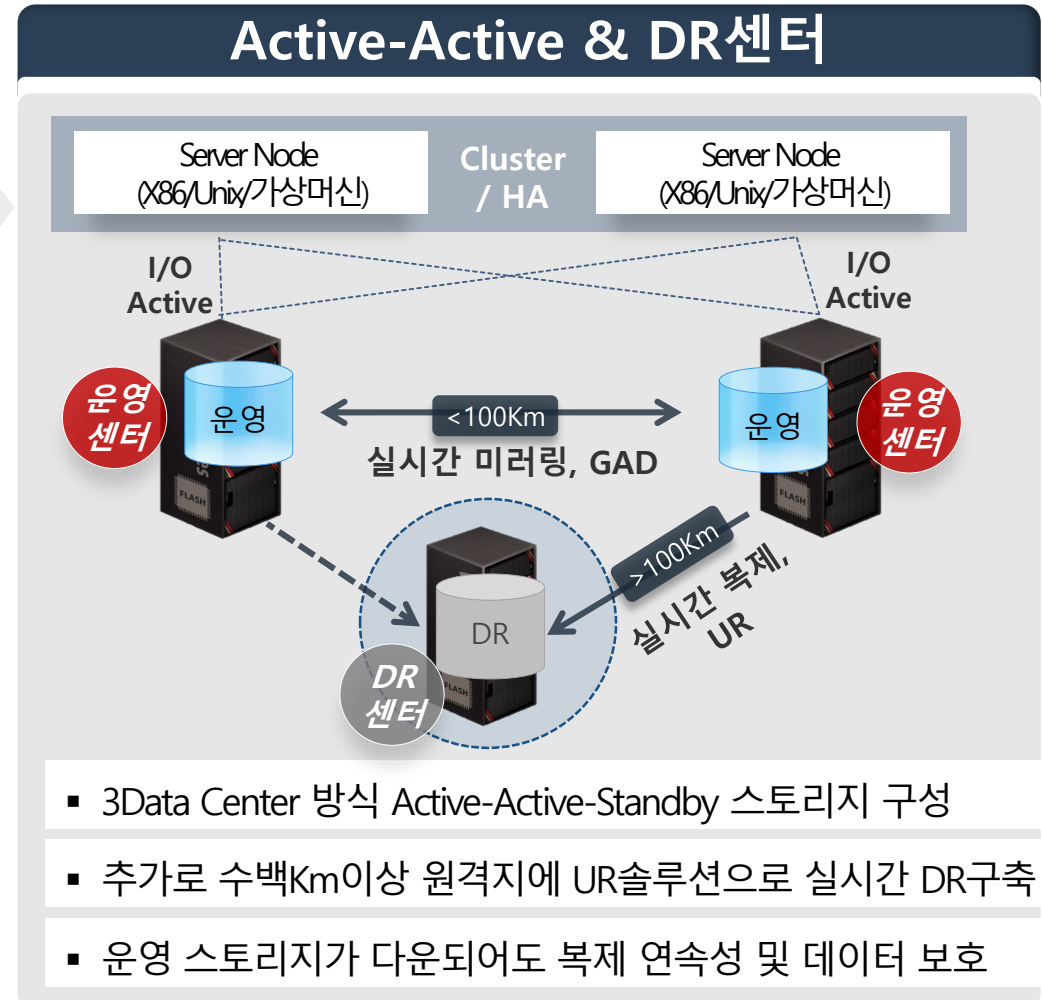 Active-Active & DR센터
Server Node
(X86/Unix/가상머신)
Cluster
/ HA
Server Node
(X86/Unix/가상머신)
I/O
Active
I/O
Active
운영
센터
운영
<100Km
운영
운영
센터
실시간 미러링, GAD
FLASH
FLASH
>100Km
실시간 복제,
UR
DR
DR
센터
FLASH
▪ 3Data Center 방식 Active-Active-Standby 스토리지 구성
▪ 추가로 수백Km이상 원격지에 UR솔루션으로 실시간 DR구축
▪ 운영 스토리지가 다운되어도 복제 연속성 및 데이터 보호